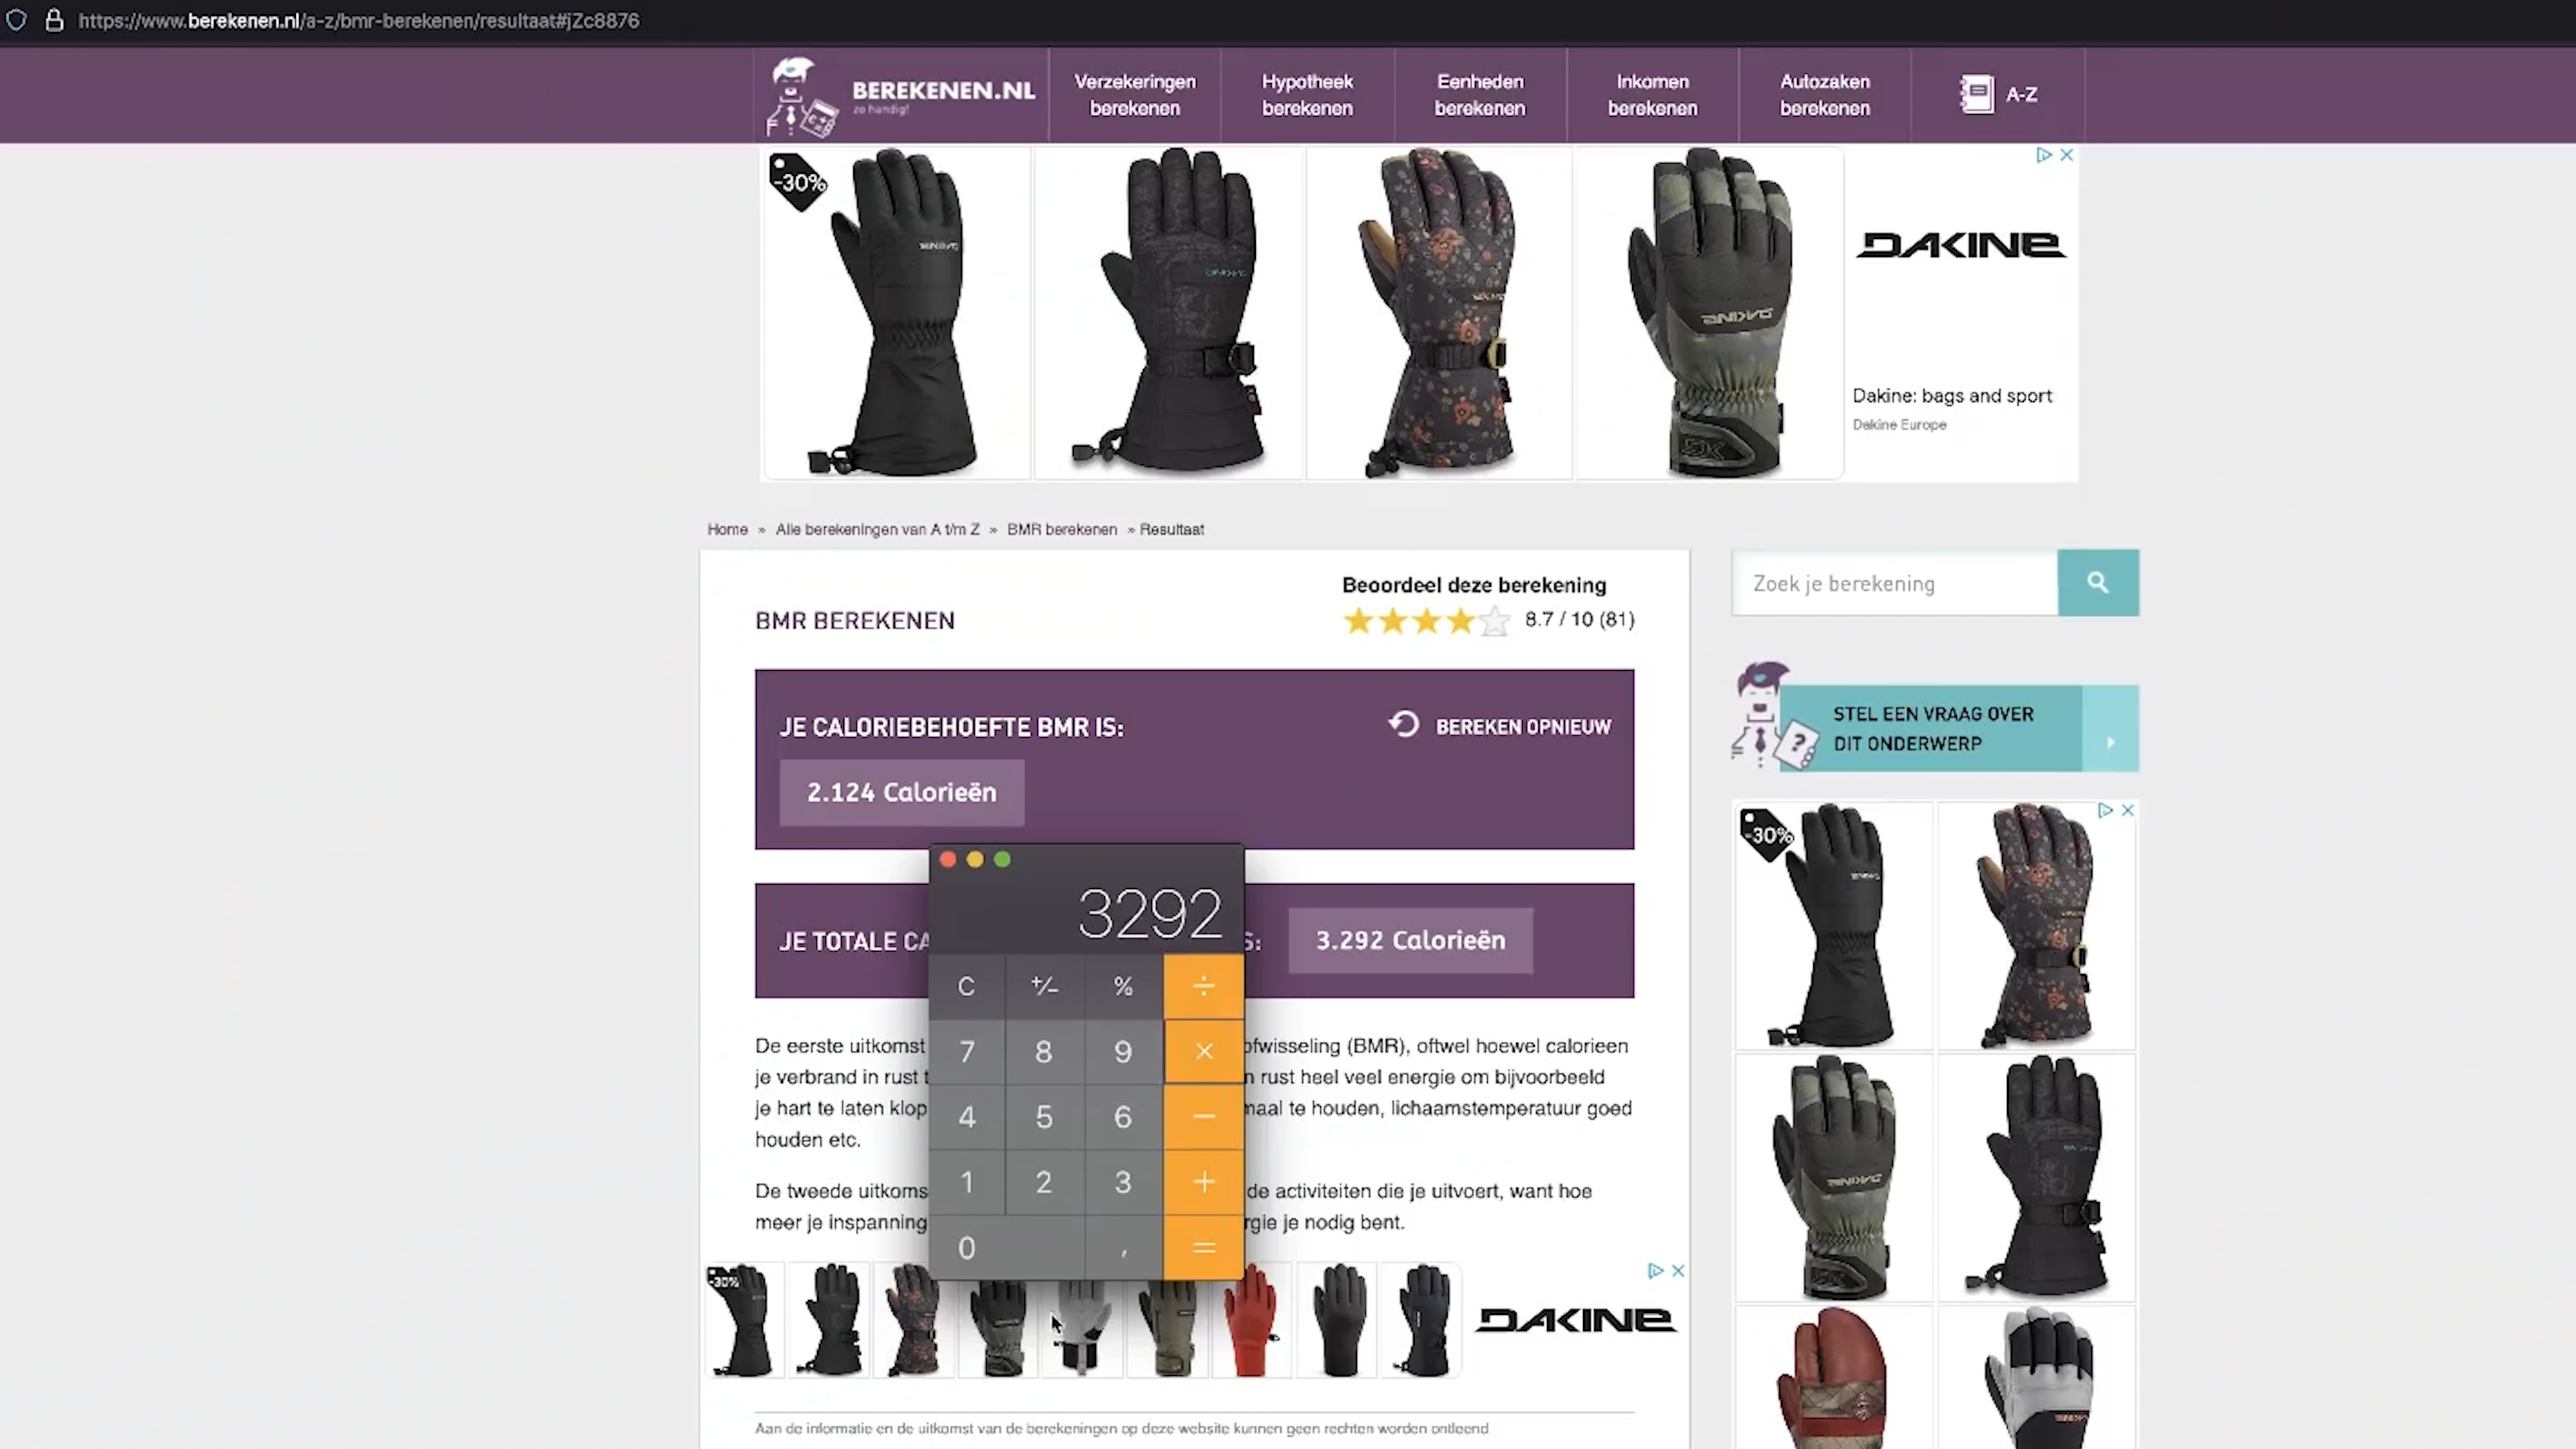 https://www.berekenen.nl/a-z/bmr-berekenen/resultaat#jZc8876
BEREKENEN.NL
zo handig!
Verzekeringen
berekenen
Hypotheek
berekenen
Eenheden
berekenen
Inkomen
berekenen
Autozaken
berekenen
A-Z
-30%
DAKINE
DAKINE
Dakine: bags and sport
Dakine Europe
Home » Alle berekeningen van A t/m Z » BMR berekenen » Resultaat
Beoordeel deze berekening
BMR BEREKENEN
8.7 / 10 (81)
Zoek je berekening
STEL EEN VRAAG OVER
DIT ONDERWERP
JE CALORIEBEHOEFTE BMR IS:
BEREKEN OPNIEUW
2.124 Calorieën
-30%
3292
JE TOTALE CA
S:
3.292 Calorieën
C +/- % ÷
7 8 9 ×
4 5 6 −
1 2 3 +
0 , =
De eerste uitkomst
ofwisseling (BMR), oftwel hoewel calorieen
je verbrand in rust t
n rust heel veel energie om bijvoorbeeld
je hart te laten klop
maal te houden, lichaamstemperatuur goed
houden etc.
De tweede uitkoms
de activiteiten die je uitvoert, want hoe
meer je inspanning
rgie je nodig bent.
-30%
DAKINE
Aan de informatie en de uitkomst van de berekeningen op deze website kunnen geen rechten worden ontleend